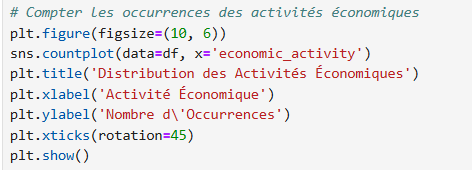 # Compter les occurrences des activités économiques
plt.figure(figsize=(10, 6))
sns.countplot(data=df, x='economic_activity')
plt.title('Distribution des Activités Économiques')
plt.xlabel('Activité Économique')
plt.ylabel('Nombre d\'Occurrences')
plt.xticks(rotation=45)
plt.show()